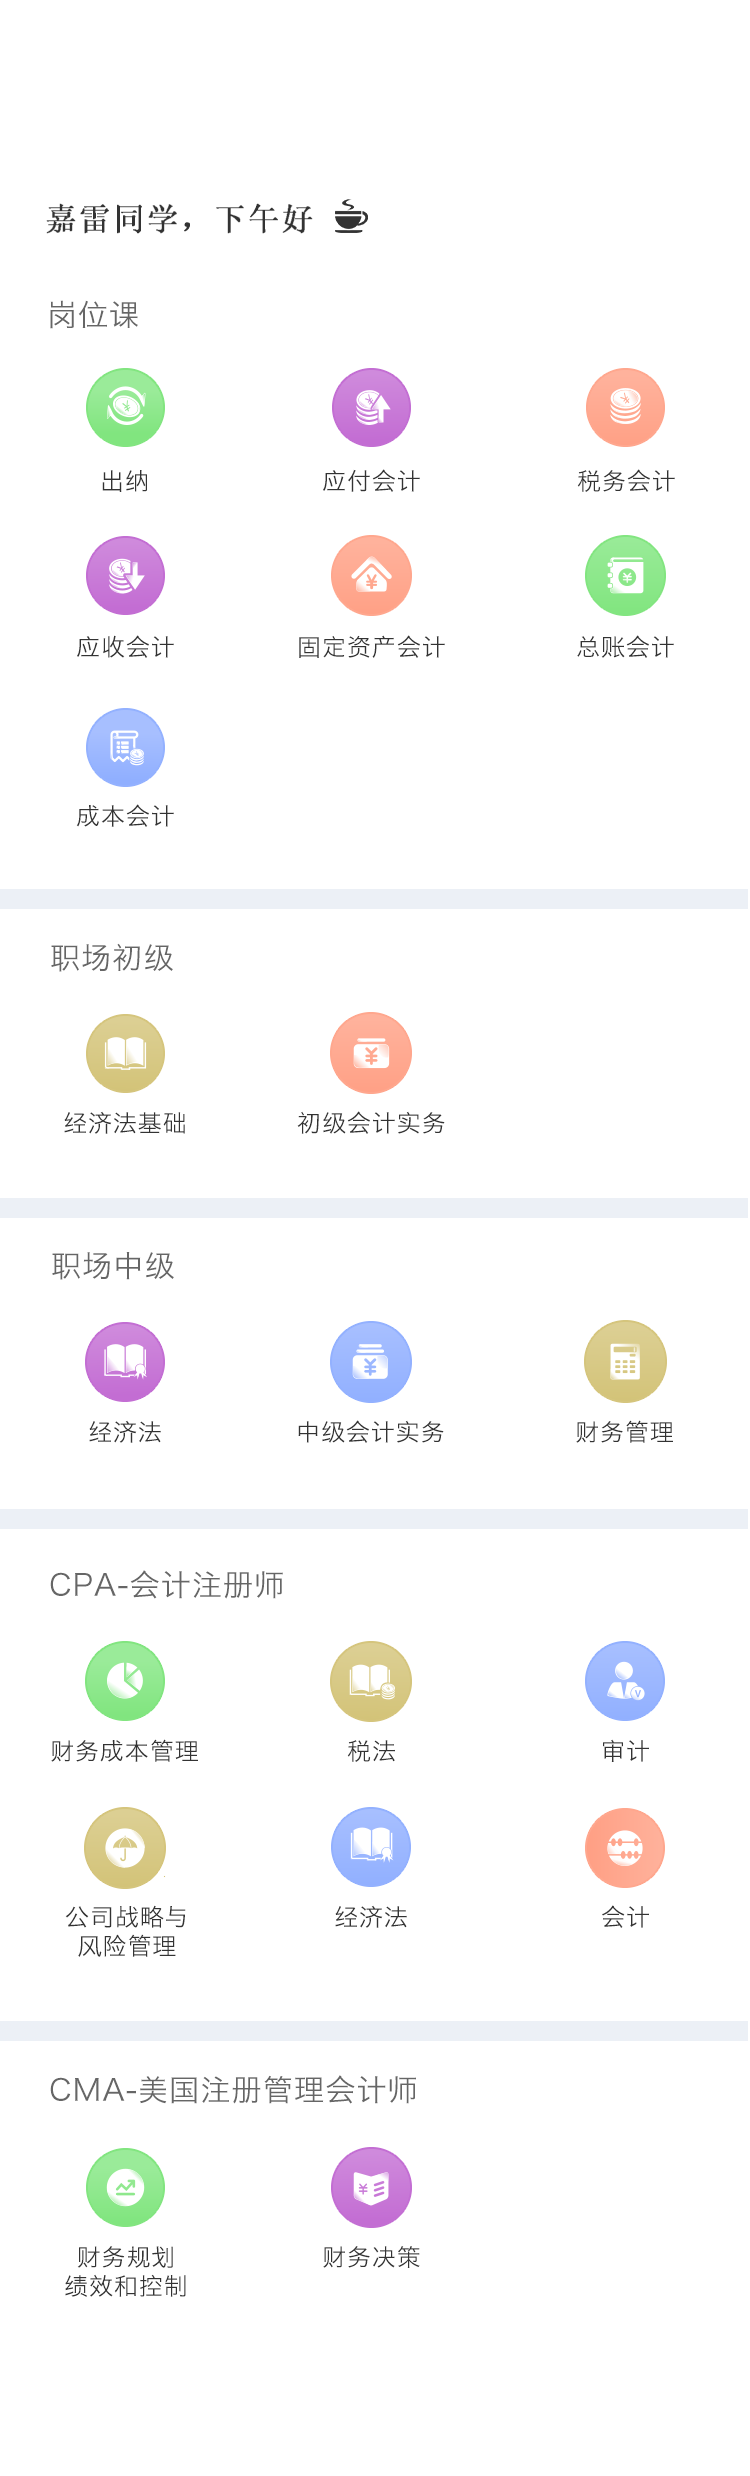 嘉雷同学，下午好
岗位课
出纳
应付会计
税务会计
应收会计
固定资产会计
总账会计
成本会计
职场初级
经济法基础
初级会计实务
职场中级
经济法
中级会计实务
财务管理
CPA-会计注册师
财务成本管理
税法
审计
公司战略与
风险管理
经济法
会计
CMA-美国注册管理会计师
财务规划
绩效和控制
财务决策